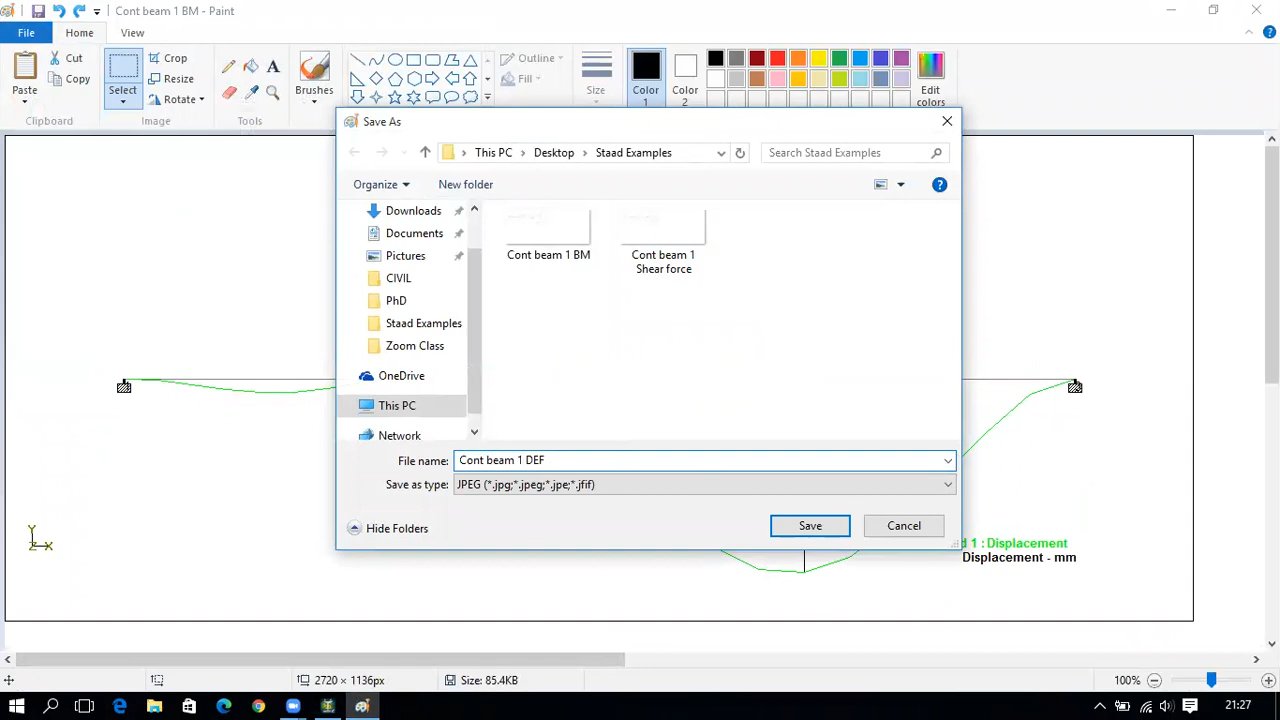 Cont beam 1 BM - Paint
File
Home
View
Paste
Cut
Copy
Clipboard
Select
Crop
Resize
Rotate
Image
Tools
Brushes
Shapes
Outline
Fill
Size
Color
1
Color
2
Edit
colors
Save As
This PC
Desktop
Staad Examples
Search Staad Examples
Organize
New folder
Downloads
Documents
Pictures
CIVIL
PhD
Staad Examples
Zoom Class
OneDrive
This PC
Network
Cont beam 1 BM
Cont beam 1
Shear force
File name:
Cont beam 1 DEF
Save as type:
JPEG (*.jpg;*.jpeg;*.jpe;*.jfif)
Hide Folders
Save
Cancel
Y
Z
X
d 1 : Displacement
Displacement - mm
2720 × 1136px
Size: 85.4KB
100%
21:27